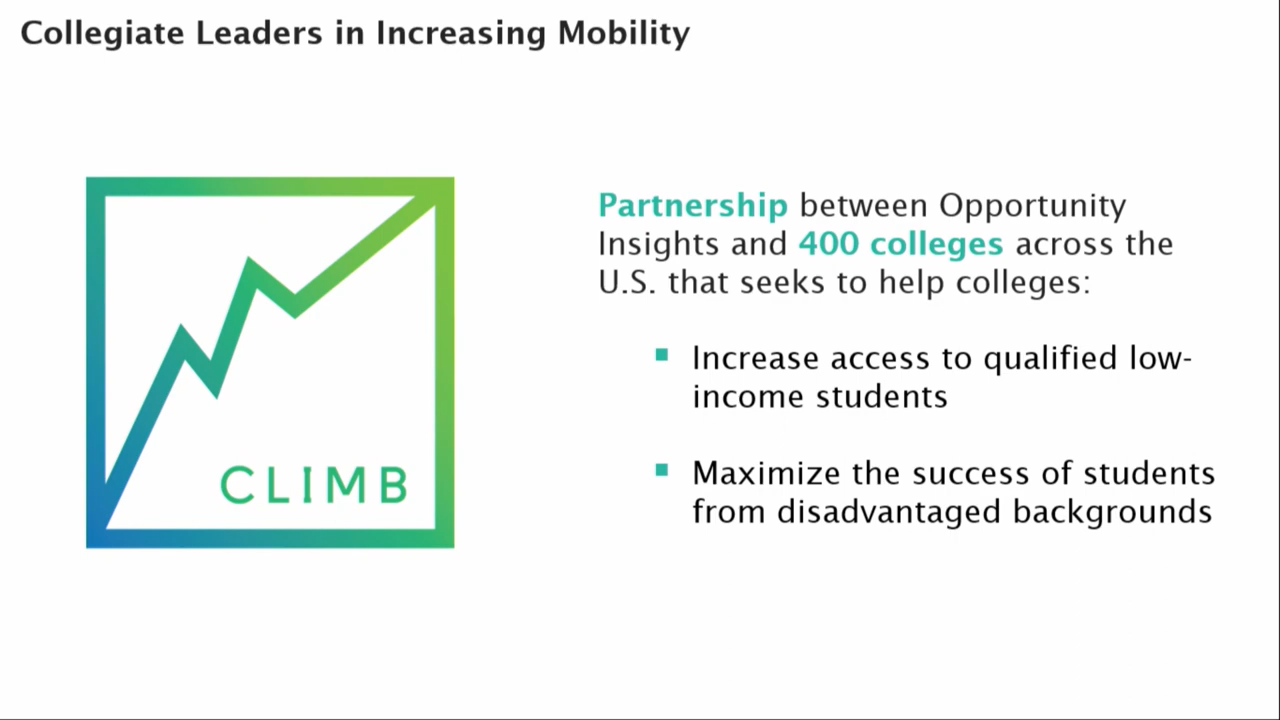 Collegiate Leaders in Increasing Mobility
CLIMB
Partnership between Opportunity
Insights and 400 colleges across the
U.S. that seeks to help colleges:
▪ Increase access to qualified low-
income students
▪ Maximize the success of students
from disadvantaged backgrounds